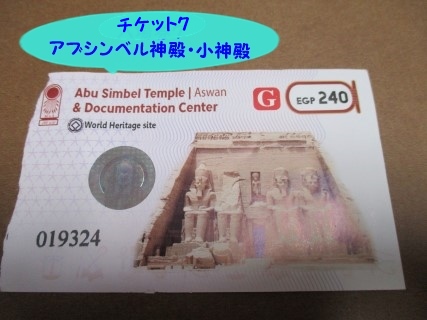 チケット7
アブシンベル神殿・小神殿
Abu Simbel Temple | Aswan
& Documentation Center
World Heritage site
G
EGP 240
019324